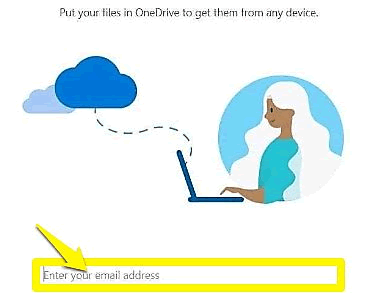 Put your files in OneDrive to get them from any device.
Enter your email address